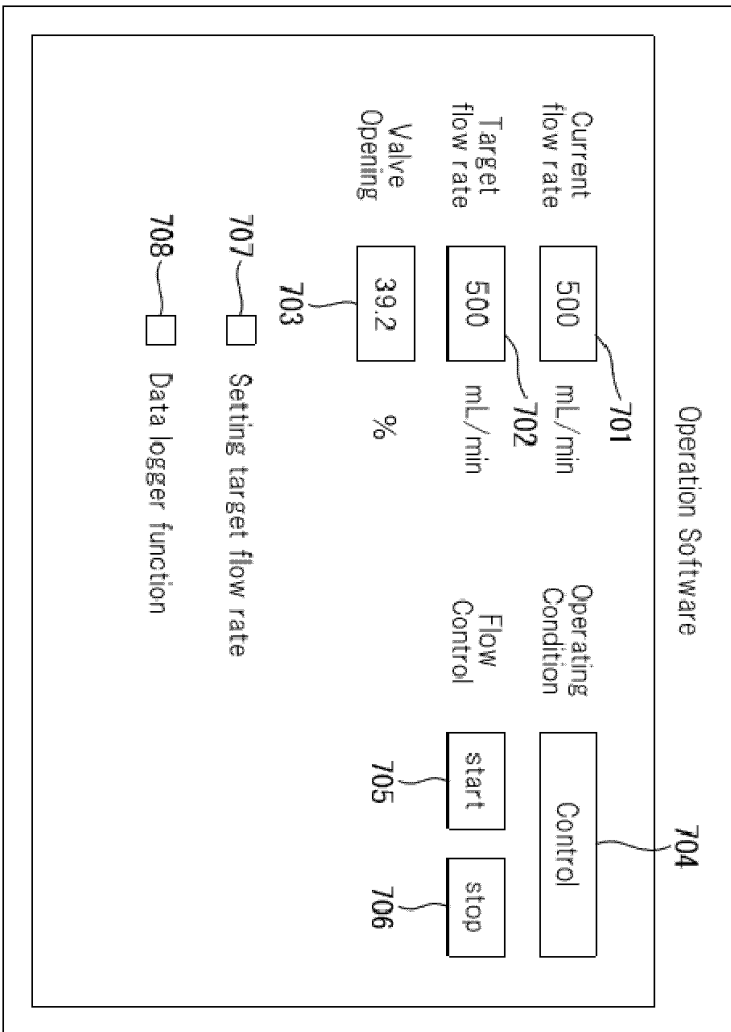 Operation Software
704
Current
flow rate
500
mL/min
701
Operating
Condition
Control
Target
flow rate
500
mL/min
702
Flow
Control
start
stop
705
706
Valve
Opening
39.2
%
703
707
Setting target flow rate
708
Data logger function